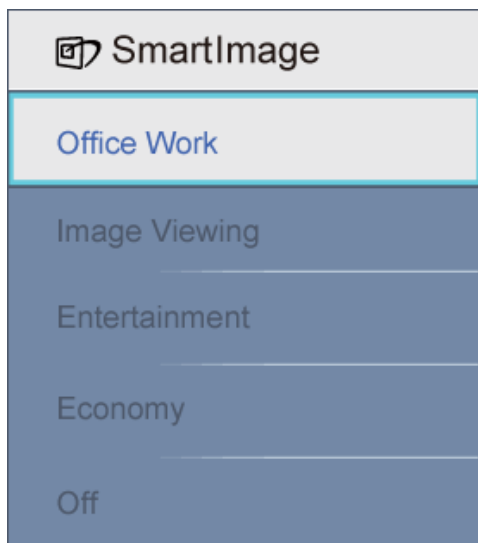 SmartImage
Office Work
Image Viewing
Entertainment
Economy
Off